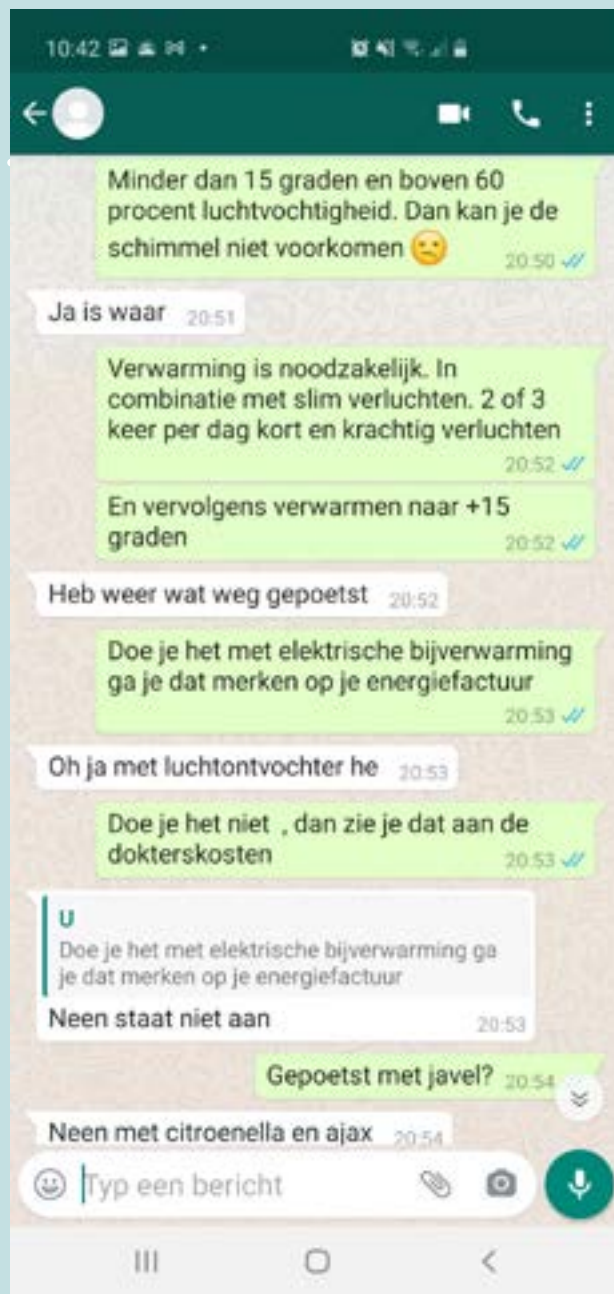 10:42
Minder dan 15 graden en boven 60
procent luchtvochtigheid. Dan kan je de
schimmel niet voorkomen 😕
20:50
Ja is waar 20:51
Verwarming is noodzakelijk. In
combinatie met slim verluchten. 2 of 3
keer per dag kort en krachtig verluchten
20:52
En vervolgens verwarmen naar +15
graden 20:52
Heb weer wat weg gepoetst 20:52
Doe je het met elektrische bijverwarming
ga je dat merken op je energiefactuur
20:53
Oh ja met luchtontvochter he 20:53
Doe je het niet , dan zie je dat aan de
dokterskosten 20:53
U
Doe je het met elektrische bijverwarming ga
je dat merken op je energiefactuur
Neen staat niet aan 20:53
Gepoetst met javel? 20:54
Neen met citroenella en ajax 20:54
Typ een bericht